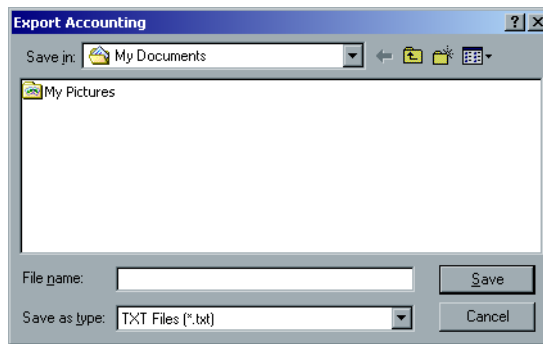 Export Accounting
Save in: My Documents
My Pictures
File name:
Save
Save as type: TXT Files (*.txt)
Cancel